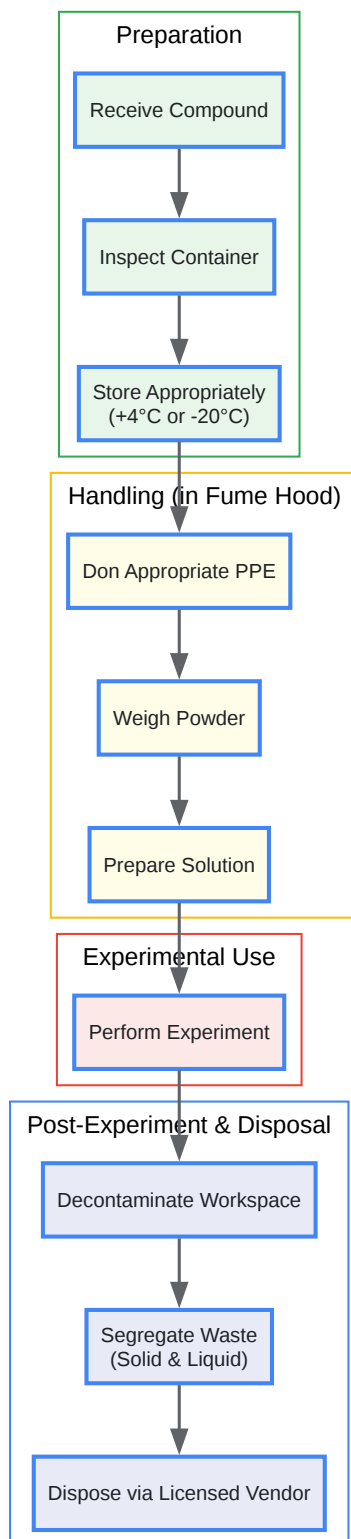 Preparation
Receive Compound
Inspect Container
Store Appropriately
(+4°C or -20°C)
Handling (in Fume Hood)
Don Appropriate PPE
Weigh Powder
Prepare Solution
Experimental Use
Perform Experiment
Post-Experiment & Disposal
Decontaminate Workspace
Segregate Waste
(Solid & Liquid)
Dispose via Licensed Vendor